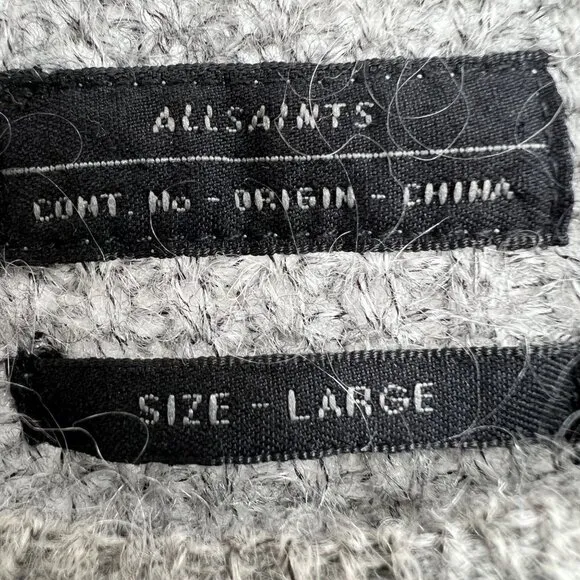 ALLSAINTS
CONT. No - ORIGIN - CHINA
SIZE - LARGE